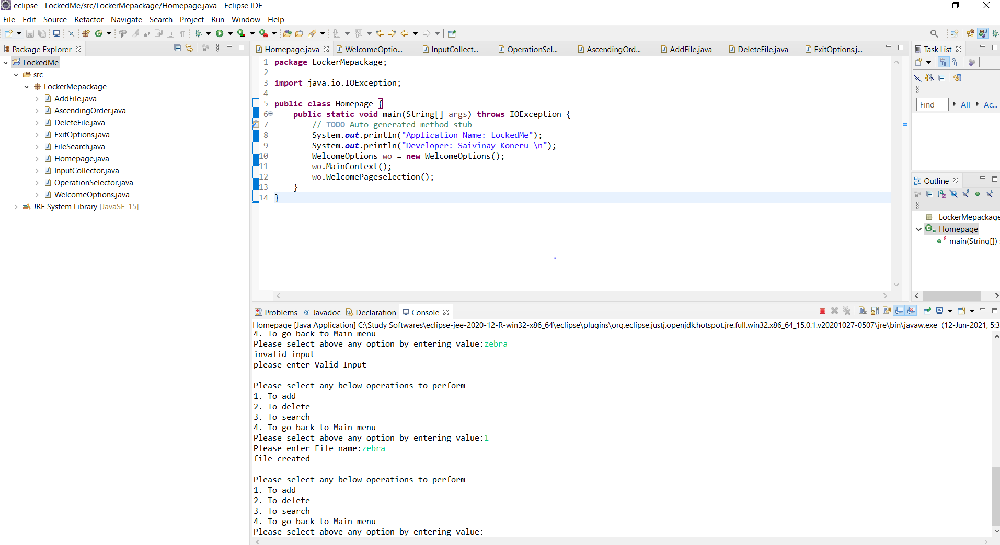 eclipse - LockedMe/src/LockerMepackage/Homepage.java - Eclipse IDE
File Edit Source Refactor Navigate Search Project Run Window Help
Package Explorer
LockedMe
src
LockerMepackage
AddFile.java
AscendingOrder.java
DeleteFile.java
ExitOptions.java
FileSearch.java
Homepage.java
InputCollector.java
OperationSelector.java
WelcomeOptions.java
JRE System Library [JavaSE-15]
Homepage.java WelcomeOptio... InputCollect... OperationSel... AscendingOrd... AddFile.java DeleteFile.java ExitOptions.j...
1 package LockerMepackage;
2
3 import java.io.IOException;
4
5 public class Homepage {
6 public static void main(String[] args) throws IOException {
7 // TODO Auto-generated method stub
8 System.out.println("Application Name: LockedMe");
9 System.out.println("Developer: Saivinay Koneru \n");
10 WelcomeOptions wo = new WelcomeOptions();
11 wo.MainContext();
12 wo.WelcomePageselection();
13 }
14 }
Task List
Find All Ac...
Outline
LockerMepackage
Homepage
main(String[])
Problems Javadoc Declaration Console
Homepage [Java Application] C:\Study Softwares\eclipse-jee-2020-12-R-win32-x86_64\eclipse\plugins\org.eclipse.justj.openjdk.hotspot.jre.full.win32.x86_64_15.0.1.v20201027-0507\jre\bin\javaw.exe (12-Jun-2021, 5:3
4. To go back to Main menu
Please select above any option by entering value:zebra
invalid input
please enter Valid Input
Please select any below operations to perform
1. To add
2. To delete
3. To search
4. To go back to Main menu
Please select above any option by entering value:1
Please enter File name:zebra
file created
Please select any below operations to perform
1. To add
2. To delete
3. To search
4. To go back to Main menu
Please select above any option by entering value: